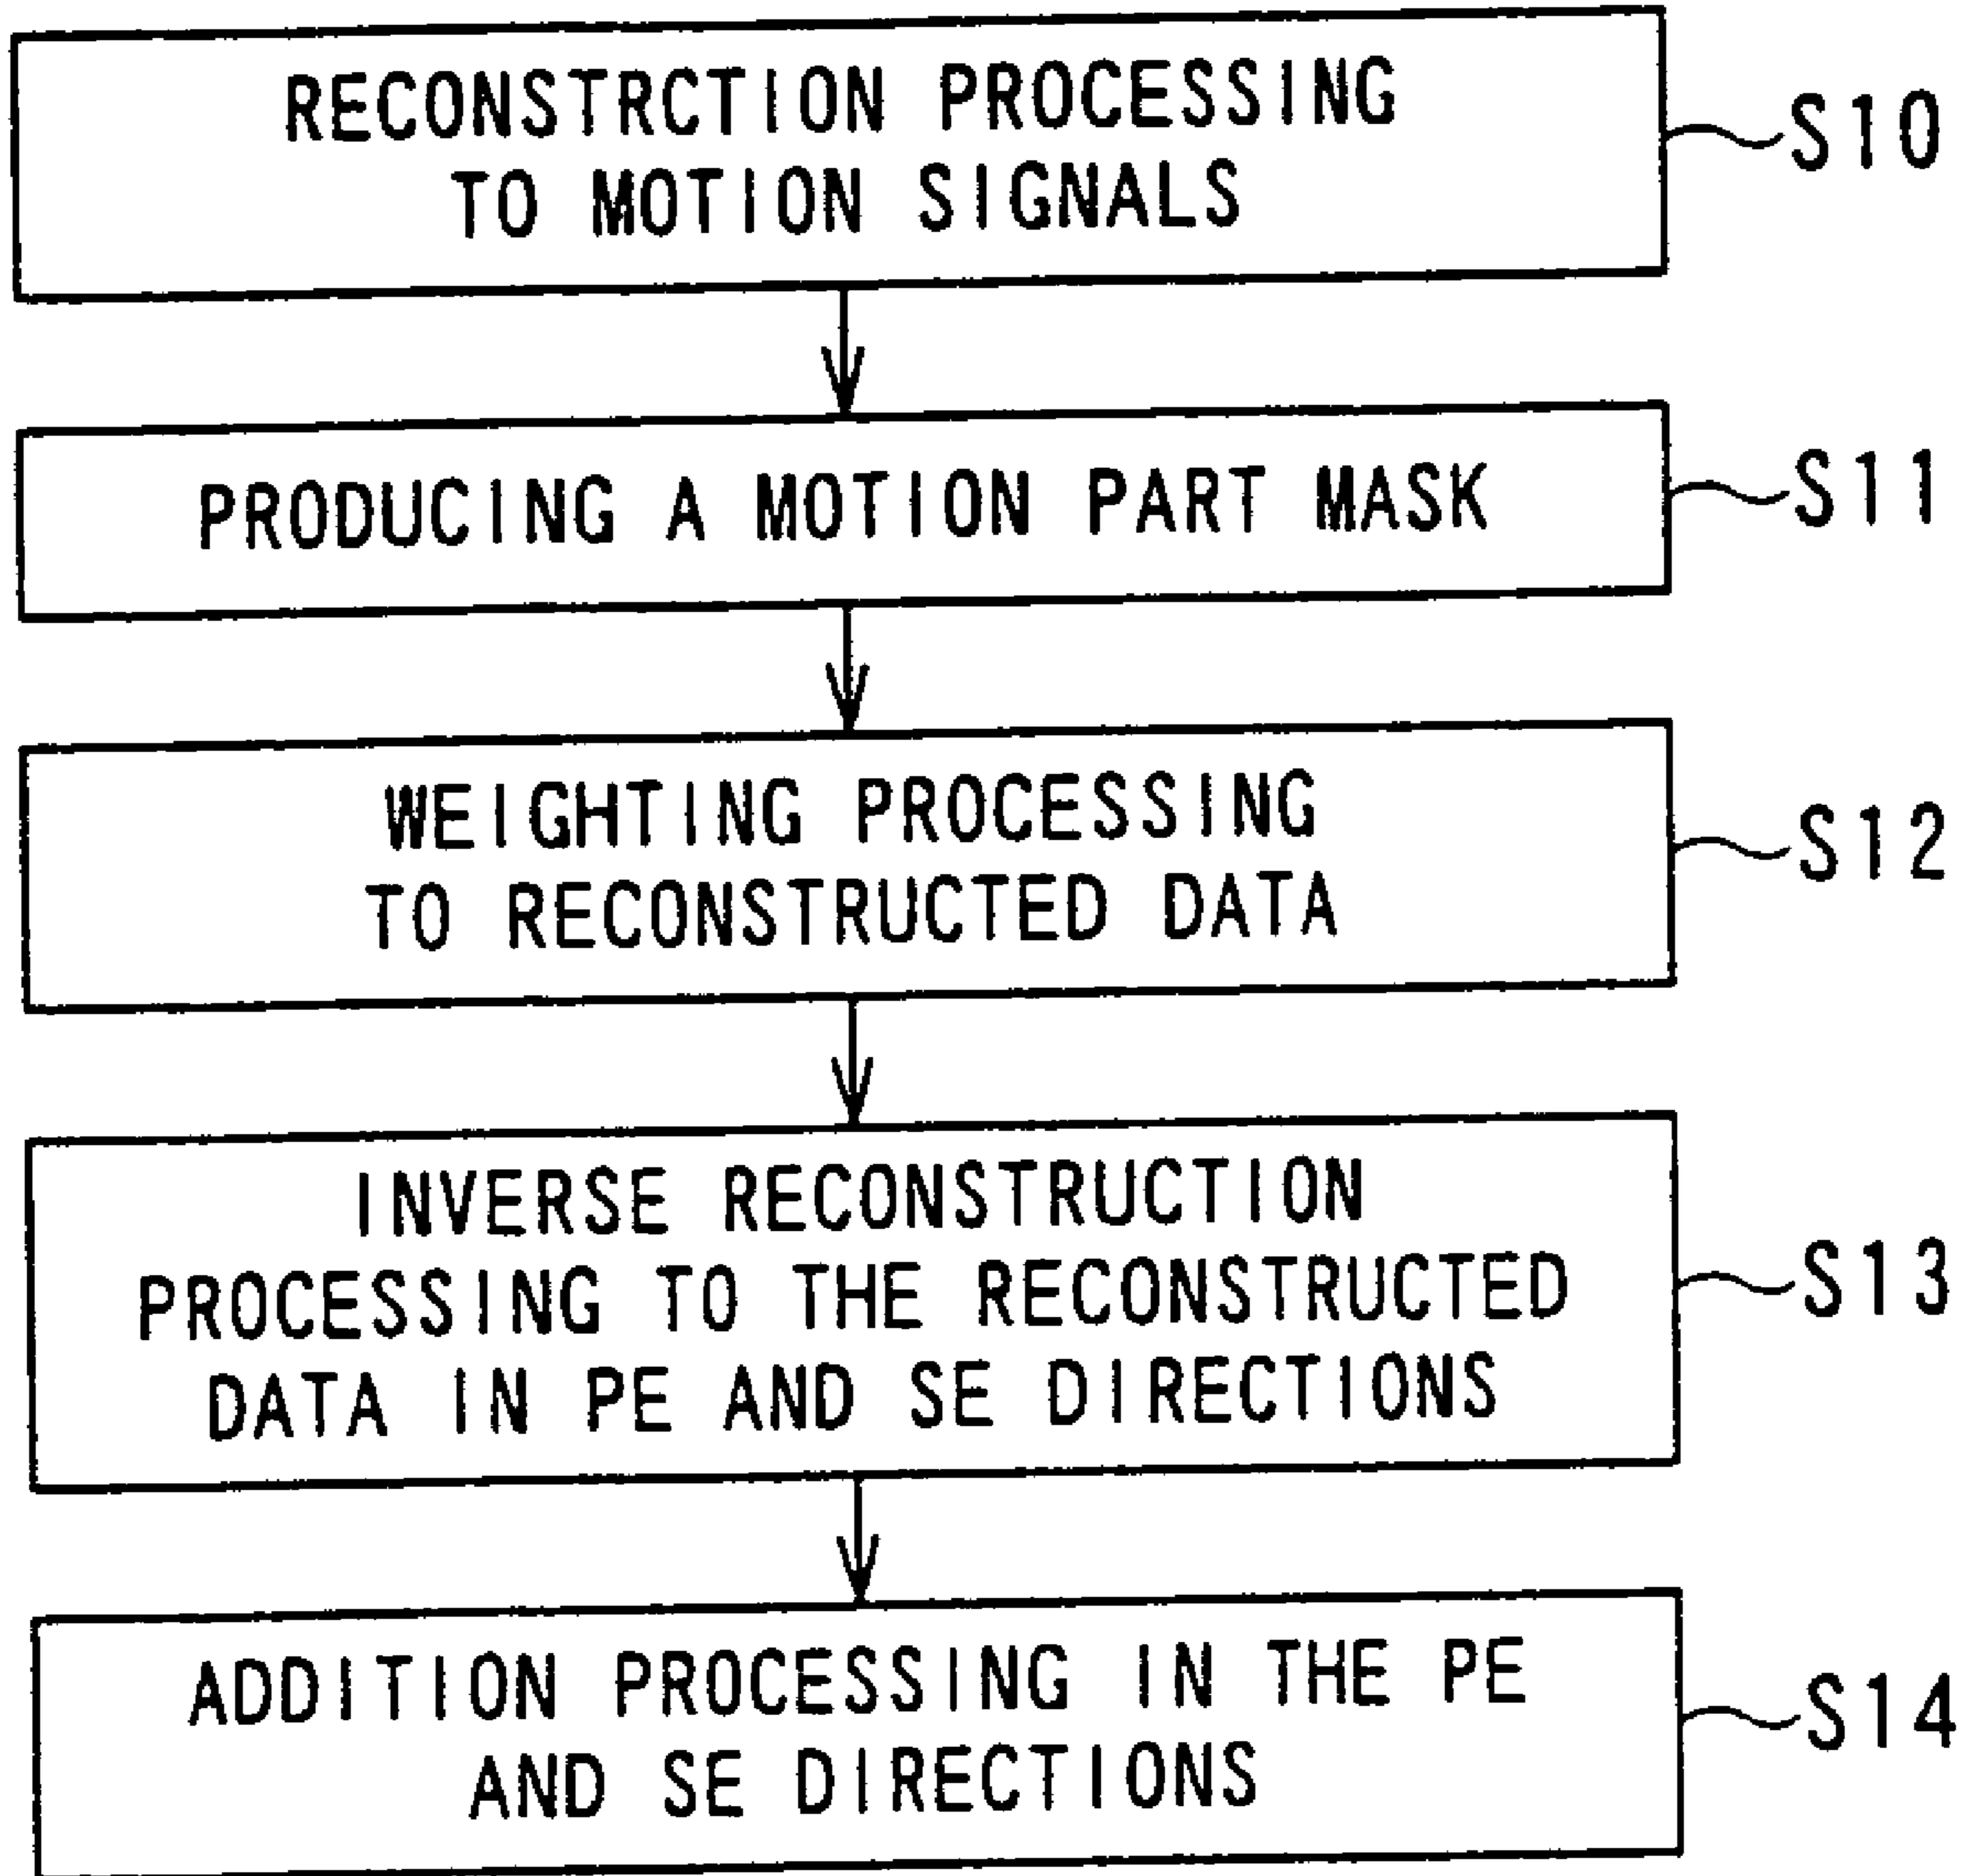 RECONSTRCTION PROCESSING
TO MOTION SIGNALS
S10
PRODUCING A MOTION PART MASK
S11
WEIGHTING PROCESSING
TO RECONSTRUCTED DATA
S12
INVERSE RECONSTRUCTION
PROCESSING TO THE RECONSTRUCTED
DATA IN PE AND SE DIRECTIONS
S13
ADDITION PROCESSING IN THE PE
AND SE DIRECTIONS
S14